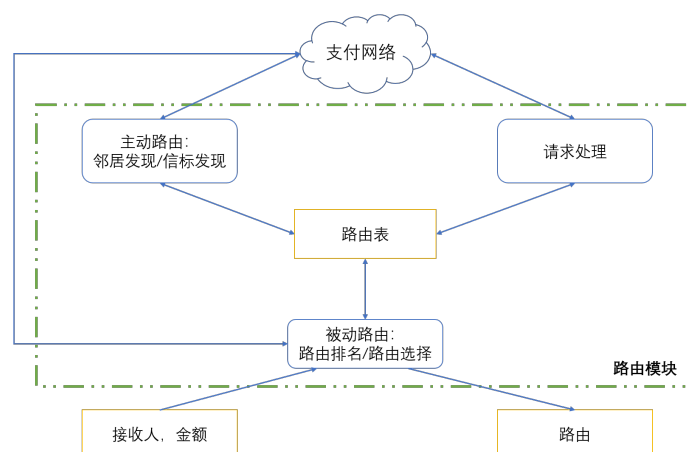 支付网络
主动路由：
邻居发现/信标发现
请求处理
路由表
被动路由：
路由排名/路由选择
路由模块
接收人，金额
路由